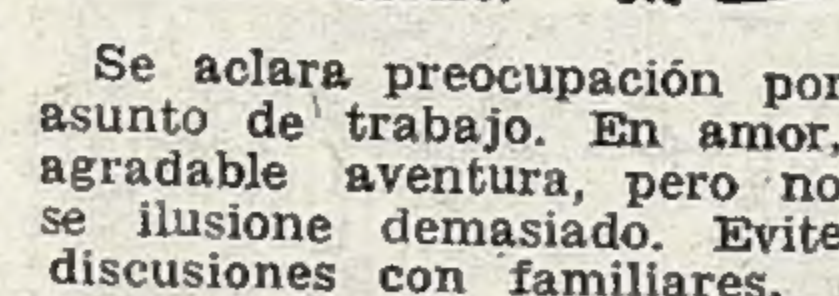 Se aclara preocupación por
asunto de trabajo. En amor,
agradable aventura, pero no
se ilusione demasiado. Evite
discusiones con familiares.